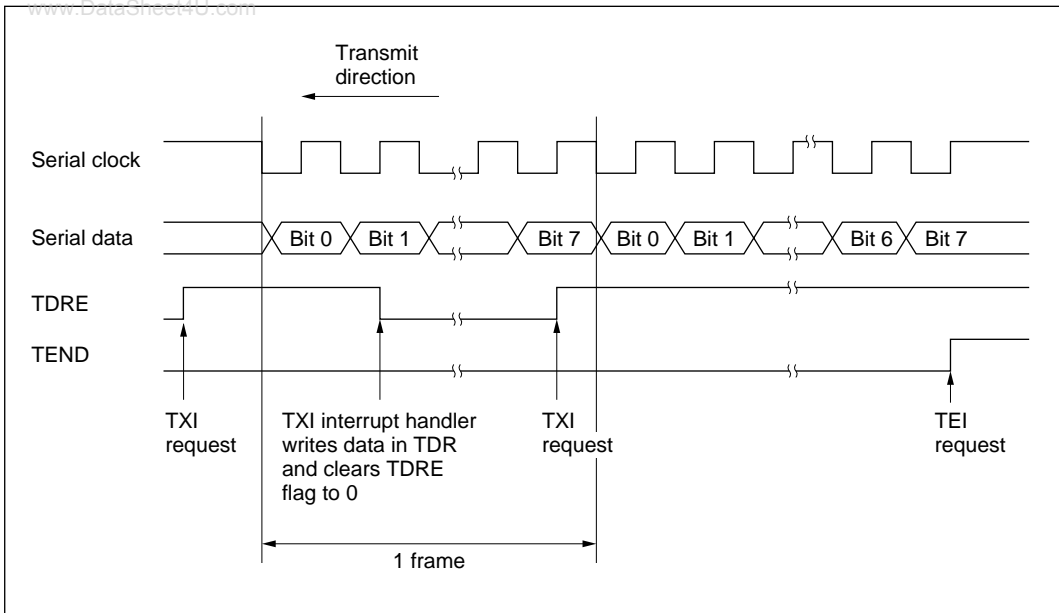 www.DataSheet4U.com
Transmit
direction
Serial clock
Serial data
Bit 0
Bit 1
Bit 7
Bit 0
Bit 1
Bit 6
Bit 7
TDRE
TEND
TXI
request
TXI interrupt handler
writes data in TDR
and clears TDRE
flag to 0
TXI
request
TEI
request
1 frame